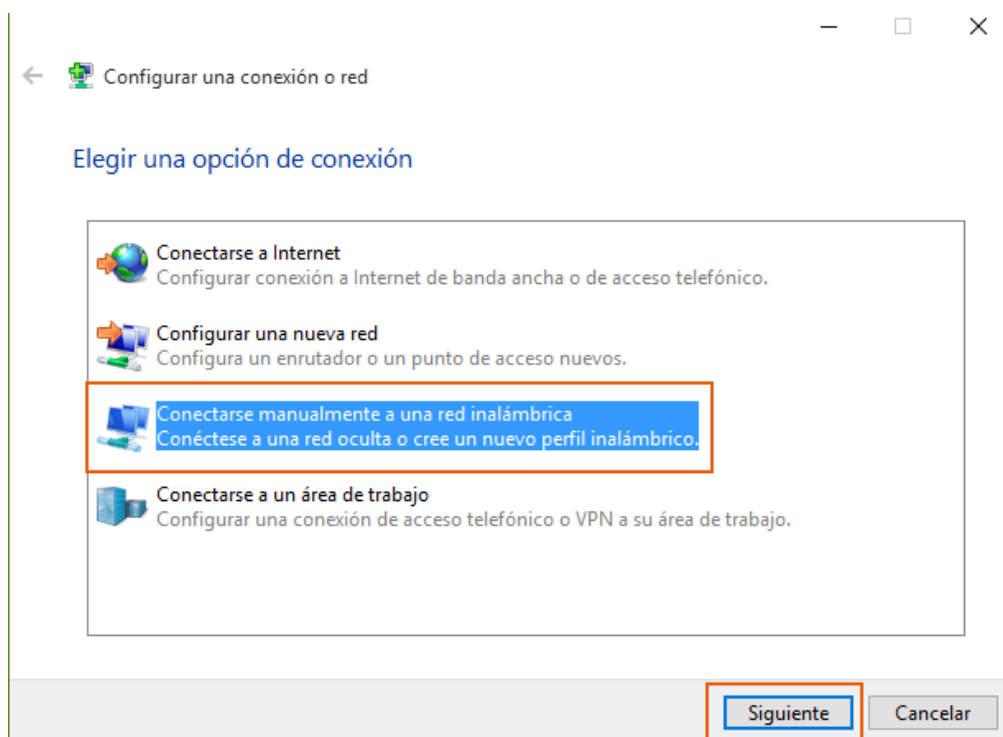 Configurar una conexión o red
Elegir una opción de conexión
Conectarse a Internet
Configurar conexión a Internet de banda ancha o de acceso telefónico.
Configurar una nueva red
Configura un enrutador o un punto de acceso nuevos.
Conectarse manualmente a una red inalámbrica
Conéctese a una red oculta o cree un nuevo perfil inalámbrico.
Conectarse a un área de trabajo
Configurar una conexión de acceso telefónico o VPN a su área de trabajo.
Siguiente
Cancelar